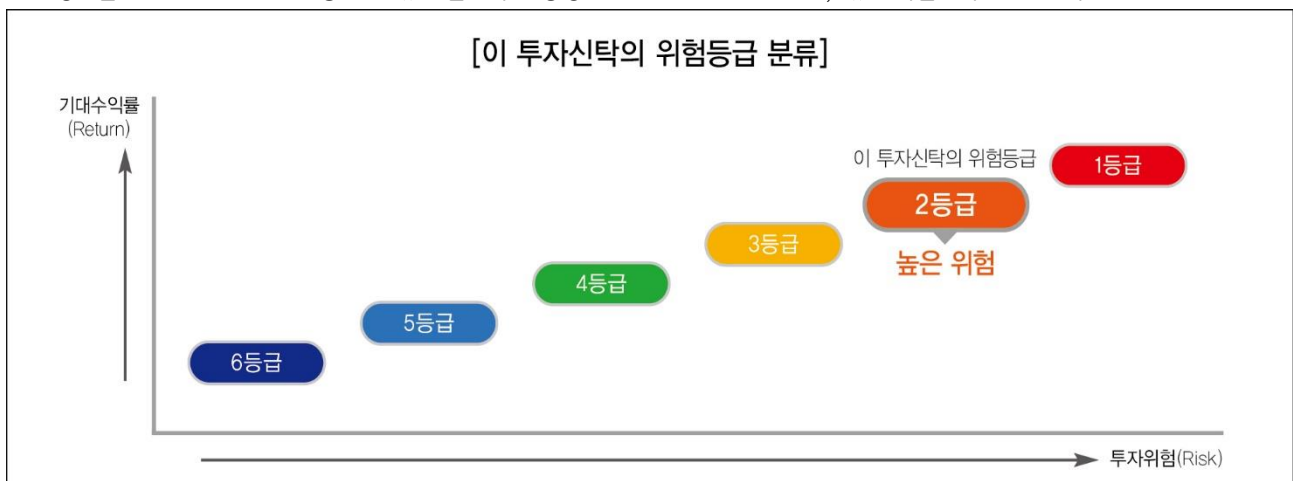 [이 투자신탁의 위험등급 분류]
기대수익률
(Return)
이 투자신탁의 위험등급
1등급
2등급
높은 위험
3등급
4등급
5등급
6등급
투자위험(Risk)